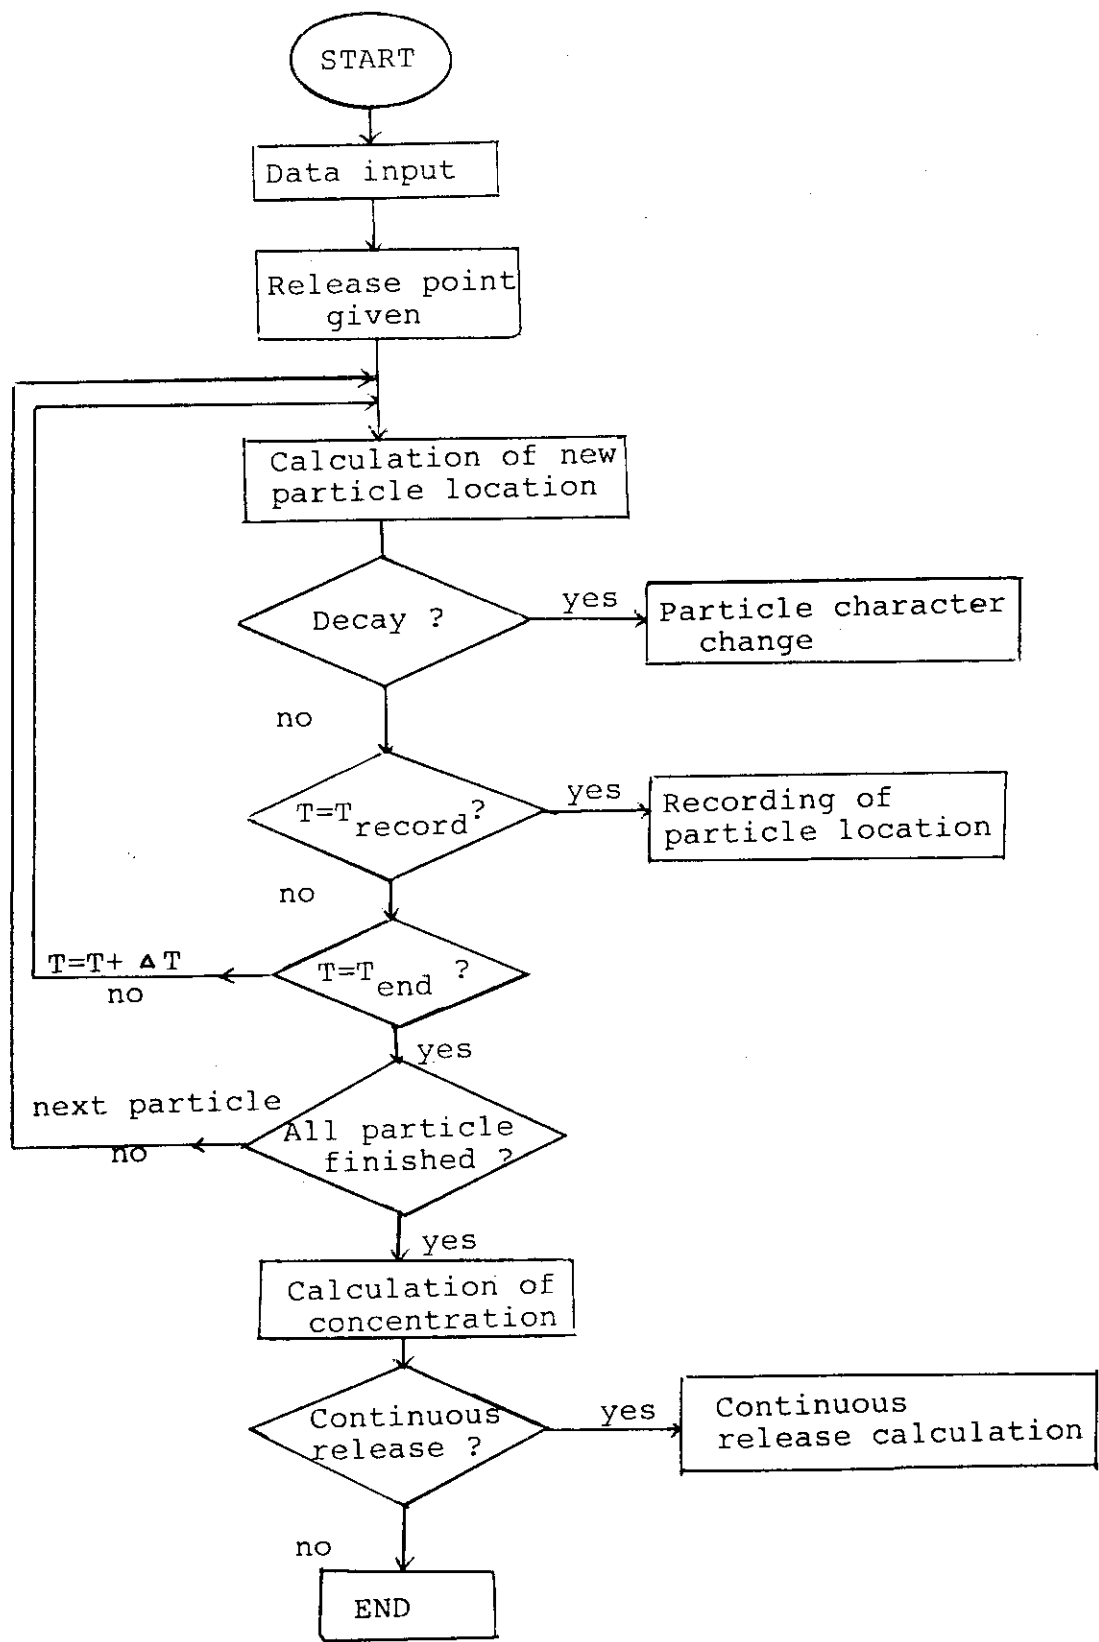 START
Data input
Release point
given
Calculation of new
particle location
Decay ?
yes
Particle character
change
no
T=Trecord?
yes
Recording of
particle location
no
T=T+ ΔT
no
T=Tend ?
yes
next particle
no
All particle
finished ?
yes
Calculation of
concentration
Continuous
release ?
yes
Continuous
release calculation
no
END